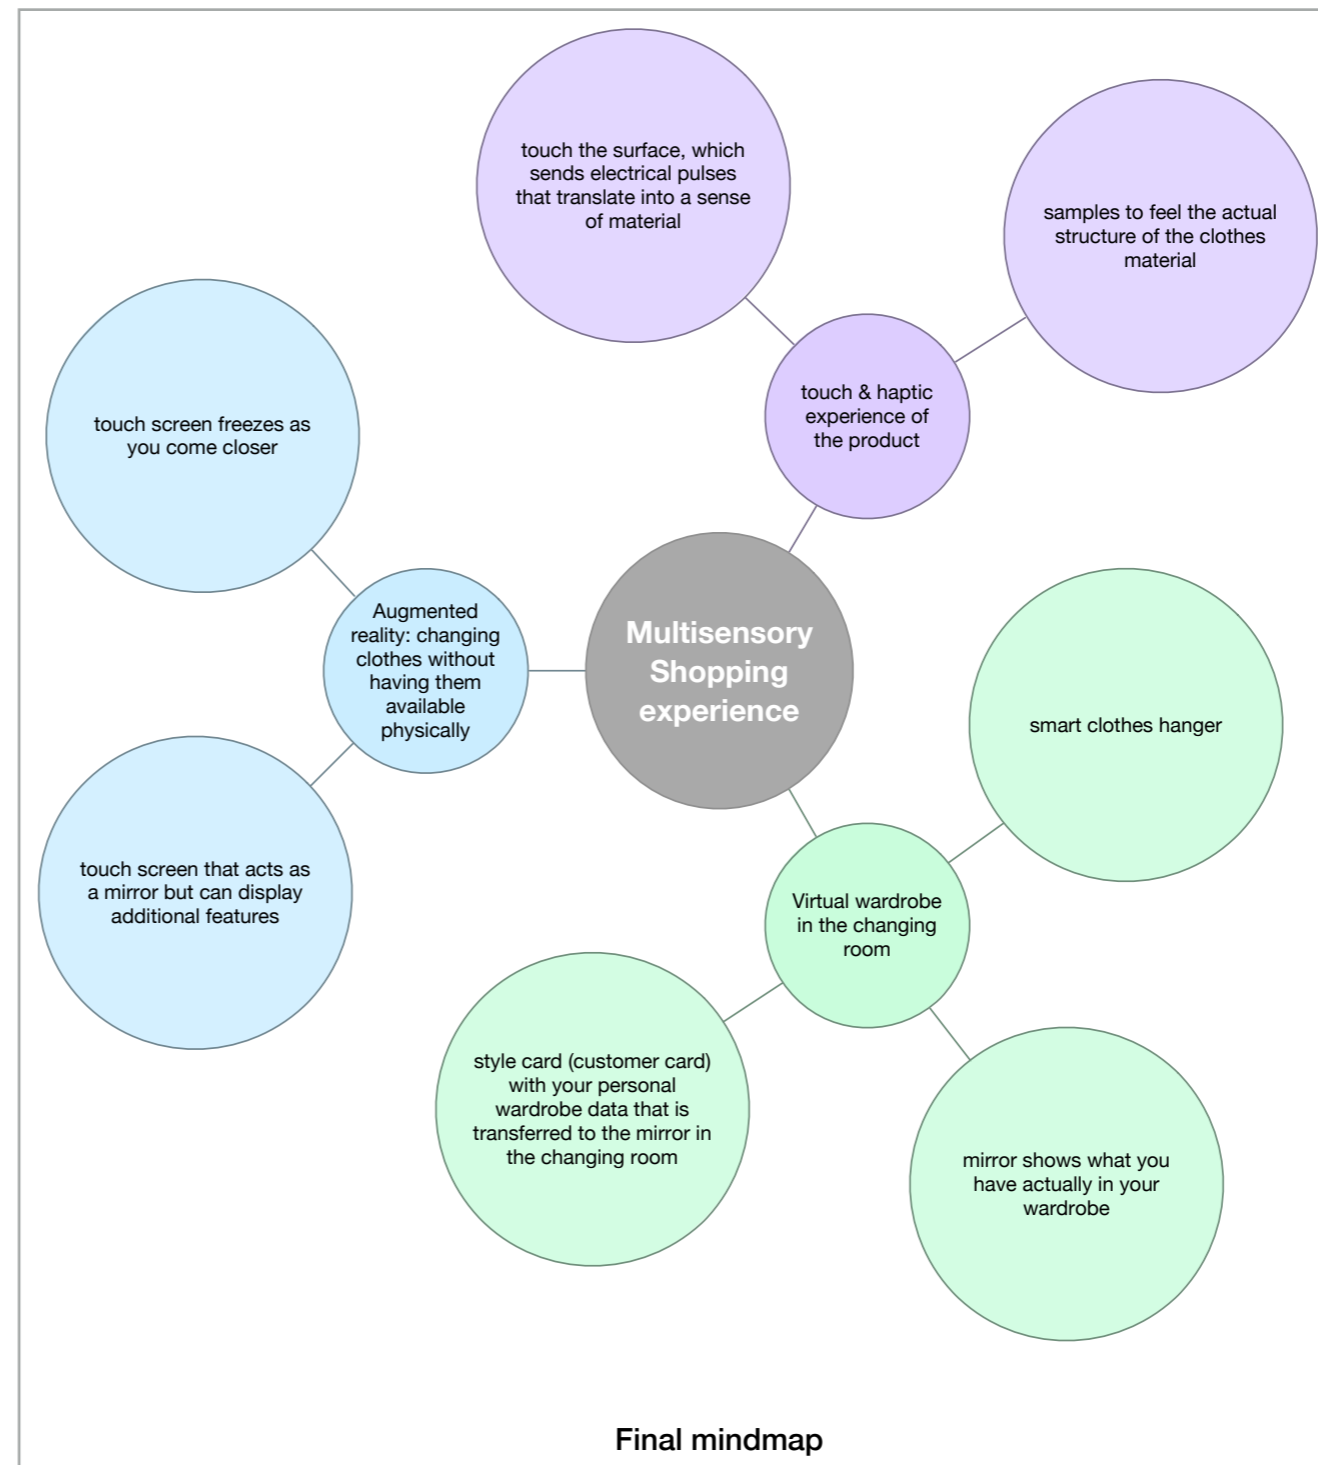 touch the surface, which
sends electrical pulses
that translate into a sense
of material
samples to feel the actual
structure of the clothes
material
touch & haptic
experience of
the product
touch screen freezes as
you come closer
Augmented
reality: changing
clothes without
having them
available
physically
Multisensory
Shopping
experience
smart clothes hanger
touch screen that acts as
a mirror but can display
additional features
Virtual wardrobe
in the changing
room
style card (customer card)
with your personal
wardrobe data that is
transferred to the mirror in
the changing room
mirror shows what you
have actually in your
wardrobe
Final mindmap